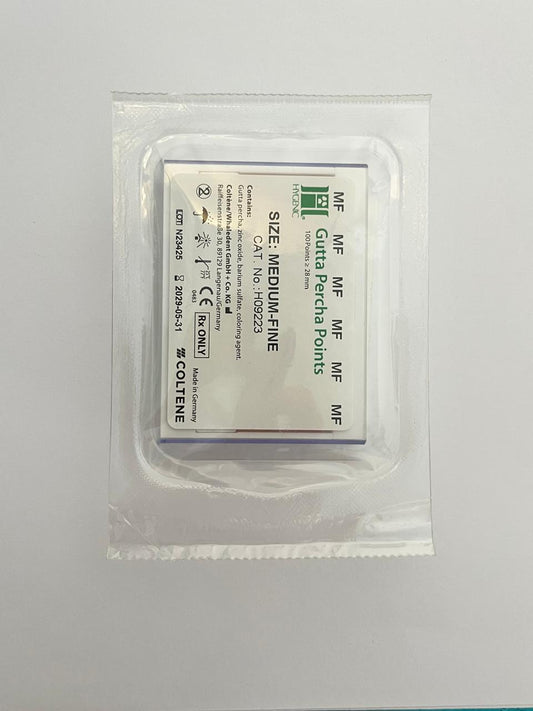 MF MF MF MF MF MF
HYGENIC®
Gutta Percha Points
100 Points ≥ 28 mm
SIZE: MEDIUM-FINE
CAT. No.: H09223
Contains:
Gutta percha, zinc oxide, barium sulfate, coloring agent.
Coltène/Whaledent GmbH + Co. KG
Raiffeisenstraße 30, 89129 Langenau/Germany
CE
0483
Rx ONLY
Made in Germany
LOT N23425
2029-05-31
COLTENE